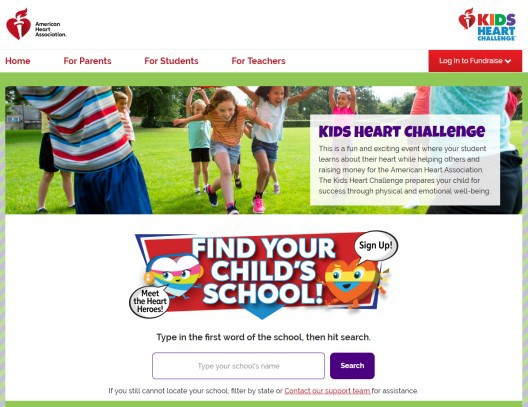 American
Heart
Association.
KIDS
HEART
CHALLENGE
Home
For Parents
For Students
For Teachers
Log In to Fundraise
KIDS HEART CHALLENGE
This is a fun and exciting event where your student
learns about their heart while helping others and
raising money for the American Heart Association.
The Kids Heart Challenge prepares your child for
success through physical and emotional well-being.
FIND YOUR
CHILD'S
SCHOOL!
Sign Up!
Meet
the Heart
Heroes!
Type in the first word of the school, then hit search.
Type your school's name
Search
If you still cannot locate your school, filter by state or Contact our support team for assistance.